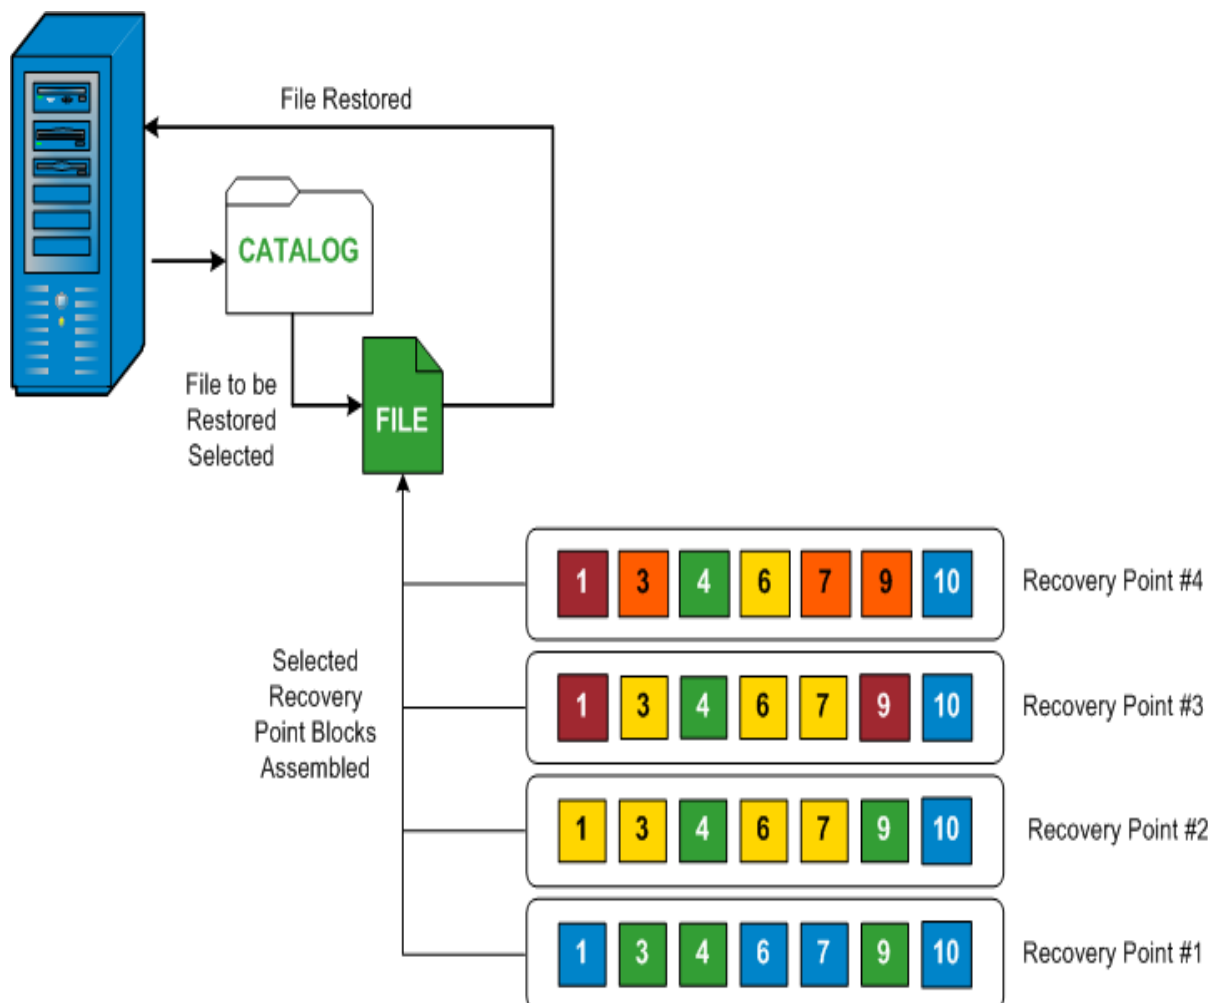 File Restored
CATALOG
File to be
Restored
Selected
FILE
1 3 4 6 7 9 10
Recovery Point #4
Selected
Recovery
Point Blocks
Assembled
1 3 4 6 7 9 10
Recovery Point #3
1 3 4 6 7 9 10
Recovery Point #2
1 3 4 6 7 9 10
Recovery Point #1